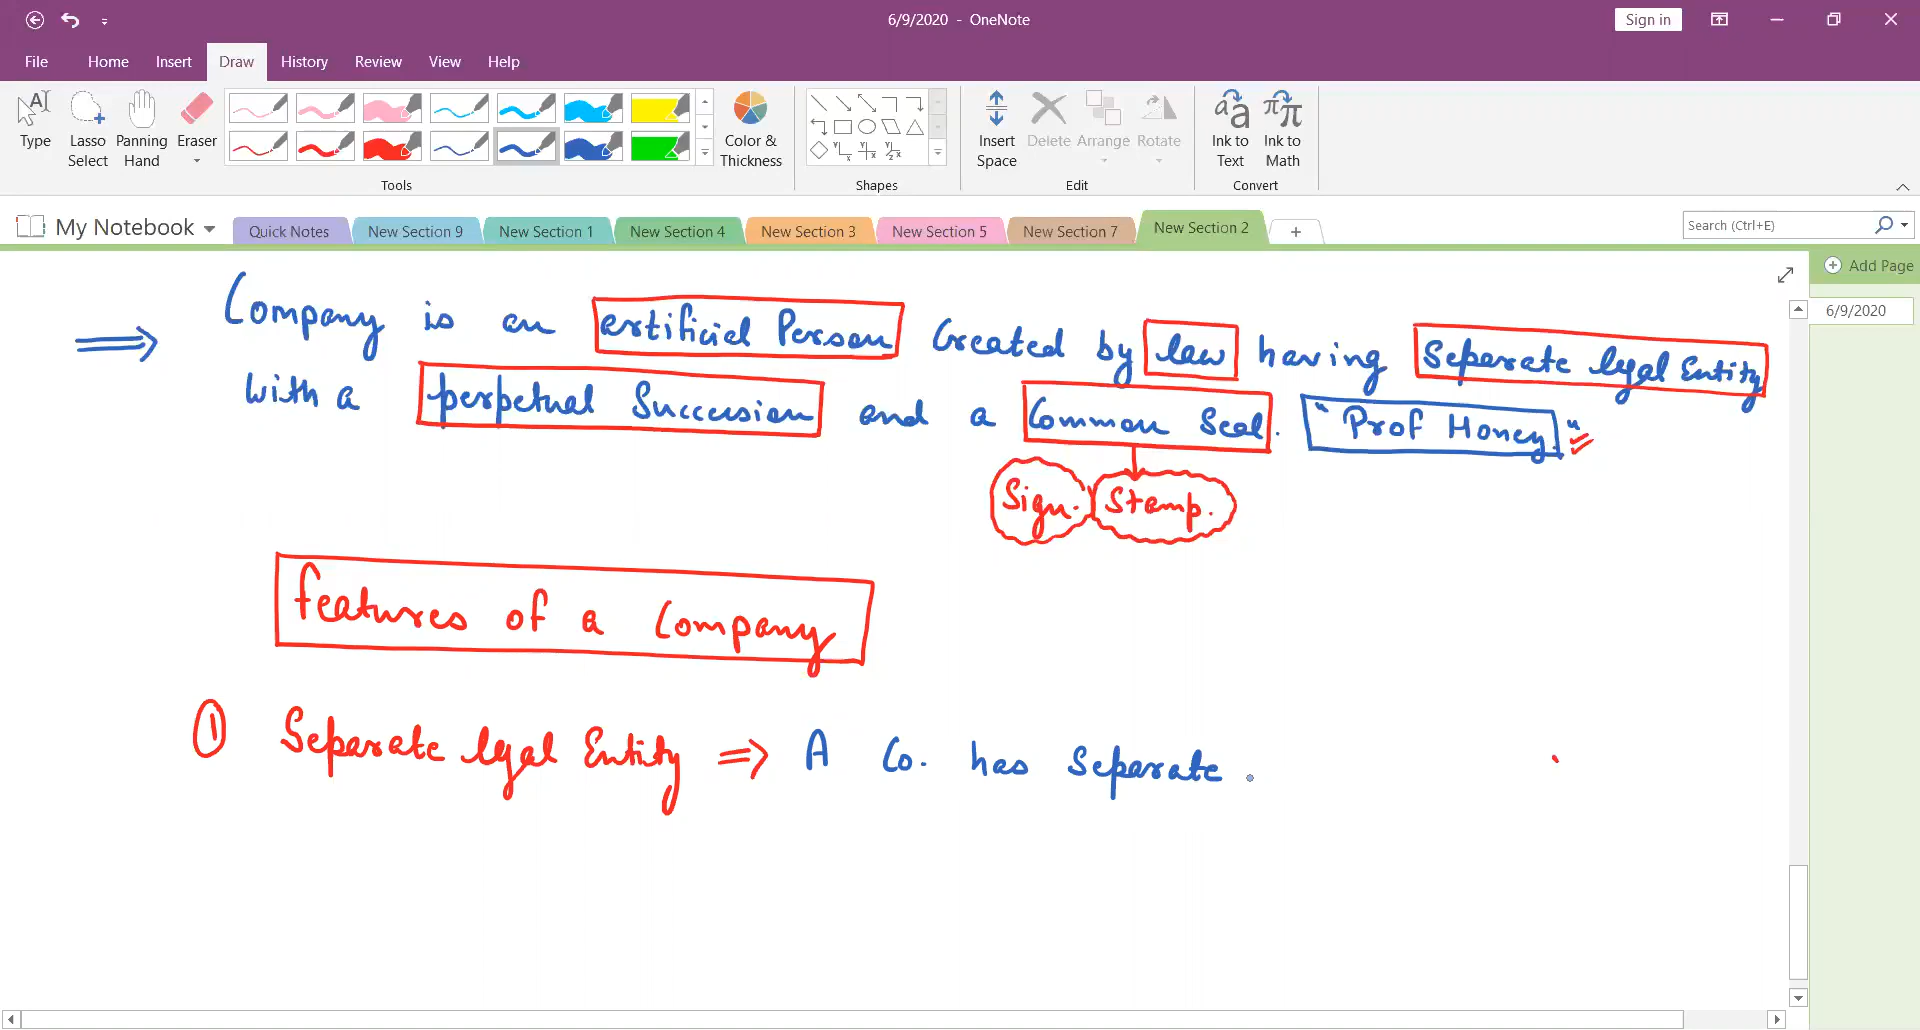 6/9/2020 - OneNote
Sign in
File Home Insert Draw History Review View Help
Type
Lasso Select
Panning Hand
Eraser
Color & Thickness
Insert Space
Delete
Arrange
Rotate
Ink to Text
Ink to Math
Tools
Shapes
Edit
Convert
My Notebook
Quick Notes
New Section 9
New Section 1
New Section 4
New Section 3
New Section 5
New Section 7
New Section 2
Search (Ctrl+E)
Add Page
6/9/2020
⇒ Company is an artificial Person Created by law having Separate legal Entity
with a perpetual Succession and a Common Seal. "Prof Honey."
Sign. Stamp.
features of a Company
① Separate legal Entity ⇒ A Co. has Separate